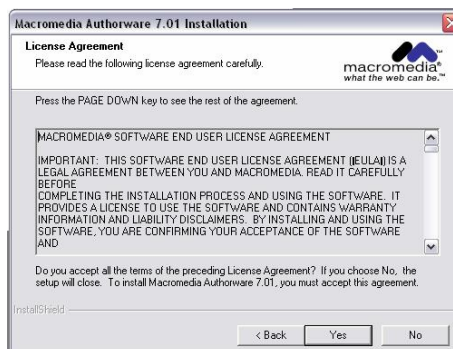 Macromedia Authorware 7.01 Installation
License Agreement
Please read the following license agreement carefully.
macromedia®
what the web can be.™
Press the PAGE DOWN key to see the rest of the agreement.
MACROMEDIA® SOFTWARE END USER LICENSE AGREEMENT
IMPORTANT: THIS SOFTWARE END USER LICENSE AGREEMENT (|EULA|) IS A
LEGAL AGREEMENT BETWEEN YOU AND MACROMEDIA. READ IT CAREFULLY
BEFORE
COMPLETING THE INSTALLATION PROCESS AND USING THE SOFTWARE. IT
PROVIDES A LICENSE TO USE THE SOFTWARE AND CONTAINS WARRANTY
INFORMATION AND LIABILITY DISCLAIMERS. BY INSTALLING AND USING THE
SOFTWARE, YOU ARE CONFIRMING YOUR ACCEPTANCE OF THE SOFTWARE
AND
Do you accept all the terms of the preceding License Agreement? If you choose No, the
setup will close. To install Macromedia Authorware 7.01, you must accept this agreement.
InstallShield
< Back
Yes
No